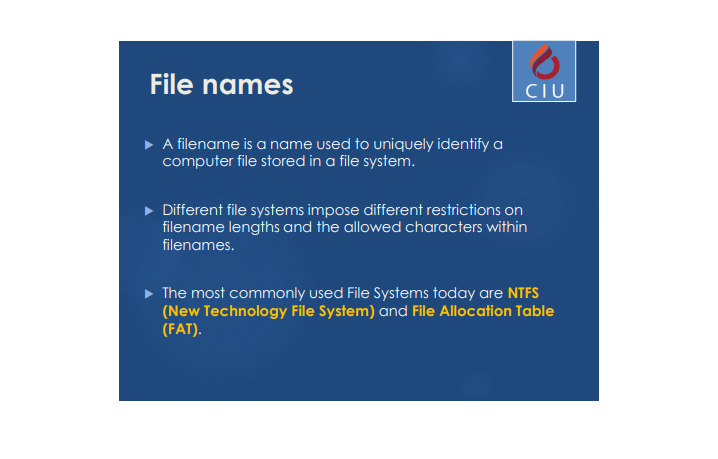 File names
CIU
A filename is a name used to uniquely identify a
computer file stored in a file system.
Different file systems impose different restrictions on
filename lengths and the allowed characters within
filenames.
The most commonly used File Systems today are NTFS
(New Technology File System) and File Allocation Table
(FAT).